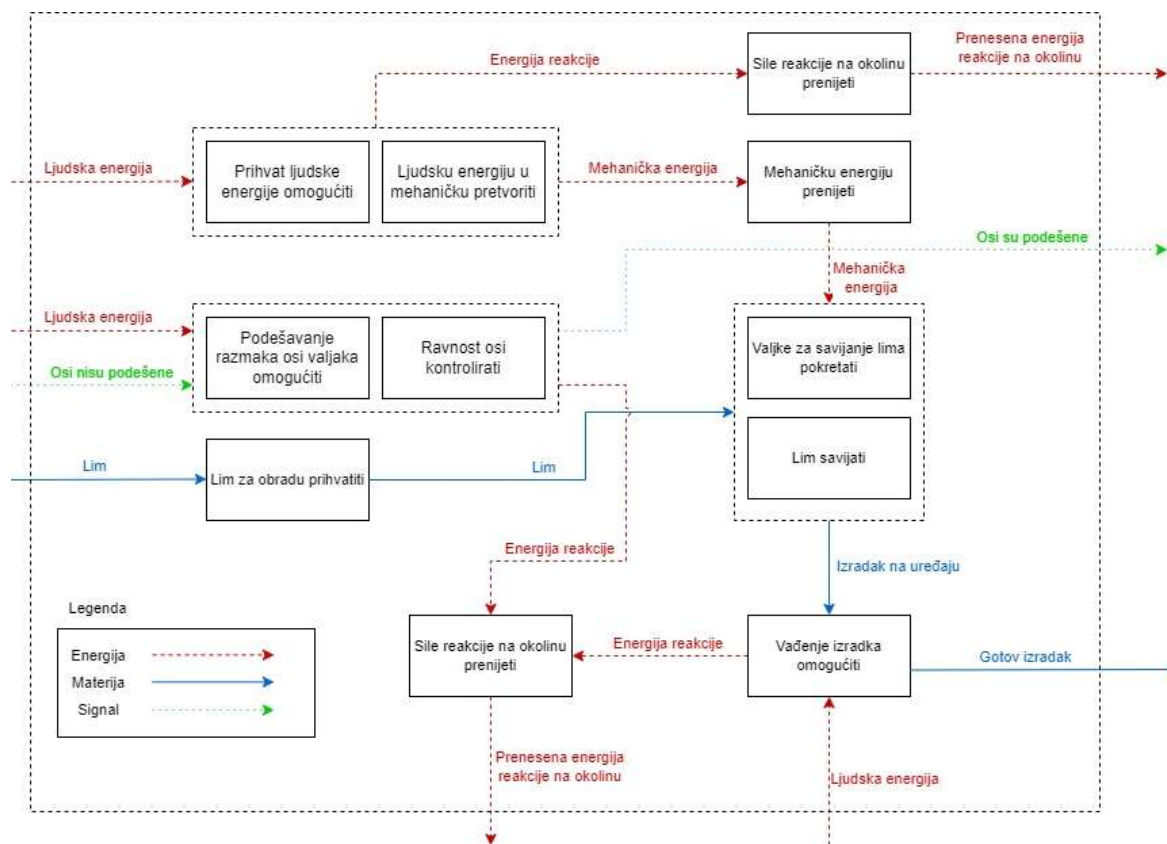 Prenesena energija
reakcije na okolinu
Energija reakcije
Sile reakcije na okolinu
prenijeti
Ljudska energija
Prihvat ljudske
energije omogućiti
Ljudsku energiju u
mehaničku pretvoriti
Mehanička energija
Mehaničku energiju
prenijeti
Osi su podešene
Mehanička
energija
Ljudska energija
Osi nisu podešene
Podešavanje
razmaka osi valjaka
omogućiti
Ravnost osi
kontrolirati
Valjke za savijanje lima
pokretati
Lim savijati
Lim
Lim za obradu prihvatiti
Lim
Energija reakcije
Izradak na uređaju
Legenda
Energija
Materija
Signal
Sile reakcije na okolinu
prenijeti
Energija reakcije
Vađenje izradka
omogućiti
Gotov izradak
Prenesena energija
reakcije na okolinu
Ljudska energija